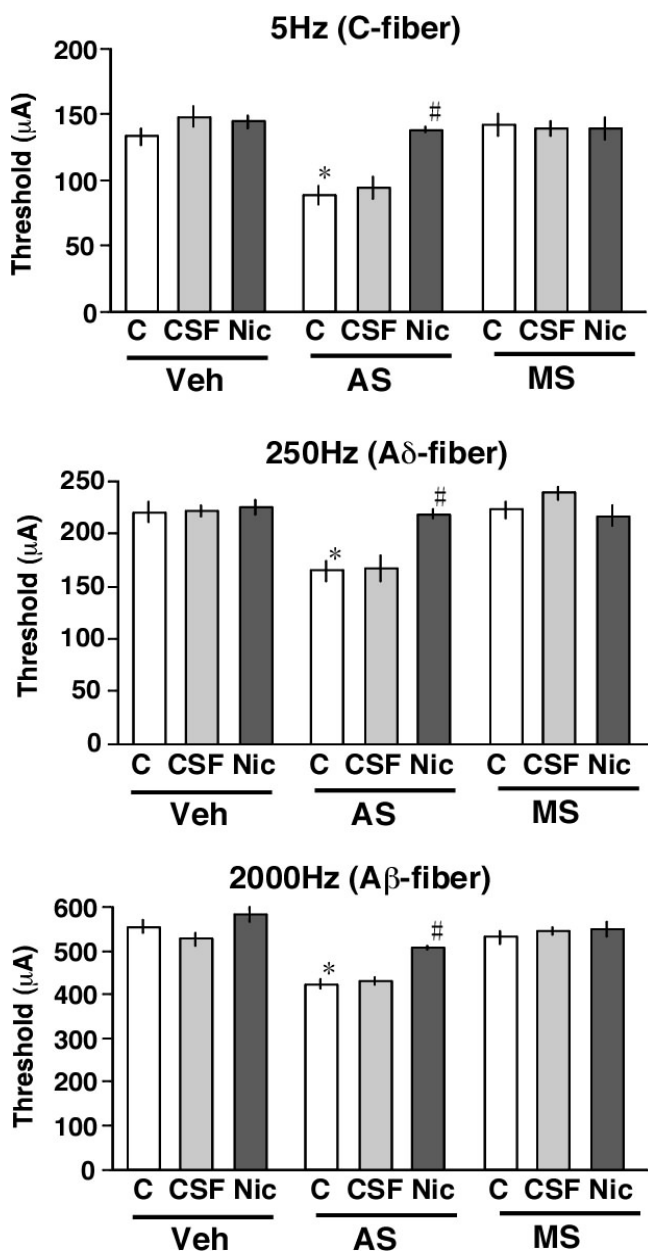 5Hz (C-fiber)
Threshold (μA)
200
150
100
50
0
* #
C CSF Nic C CSF Nic C CSF Nic
Veh AS MS
250Hz (Aδ-fiber)
Threshold (μA)
250
200
150
100
50
0
* #
C CSF Nic C CSF Nic C CSF Nic
Veh AS MS
2000Hz (Aβ-fiber)
Threshold (μA)
600
500
400
300
200
100
0
* #
C CSF Nic C CSF Nic C CSF Nic
Veh AS MS